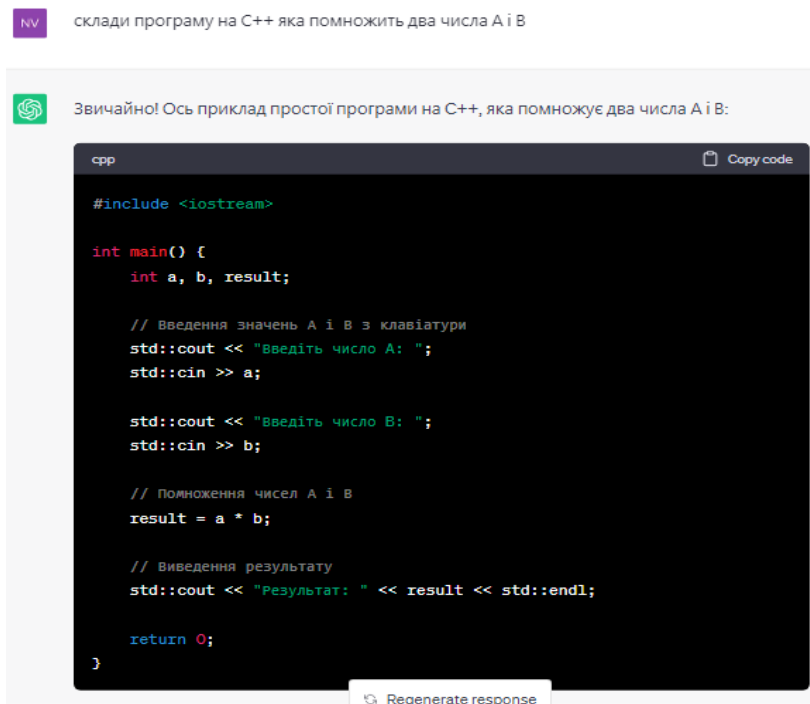 NV
склади програму на C++ яка помножить два числа A і B
Звичайно! Ось приклад простої програми на C++, яка помножує два числа A і B:
cpp Copy code
#include <iostream>
int main() {
int a, b, result;
// Введення значень A і B з клавіатури
std::cout << "Введіть число A: ";
std::cin >> a;
std::cout << "Введіть число B: ";
std::cin >> b;
// Помноження чисел A і B
result = a * b;
// Виведення результату
std::cout << "Результат: " << result << std::endl;
return 0;
}
Regenerate response